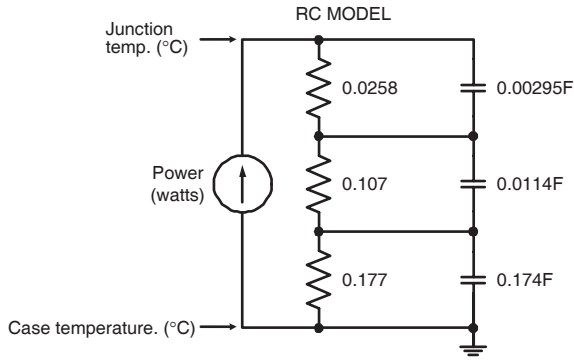 RC MODEL
Junction
temp. (°C)
0.0258
0.00295F
Power
(watts)
0.107
0.0114F
0.177
0.174F
Case temperature. (°C)